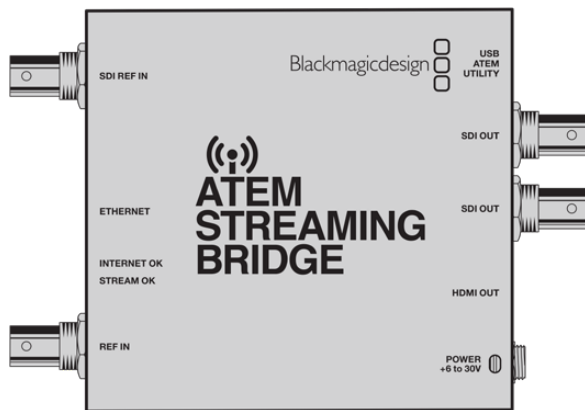 Blackmagicdesign
USB
ATEM
UTILITY
SDI REF IN
SDI OUT
ATEM
STREAMING
BRIDGE
ETHERNET
SDI OUT
INTERNET OK
STREAM OK
HDMI OUT
REF IN
POWER
+6 to 30V